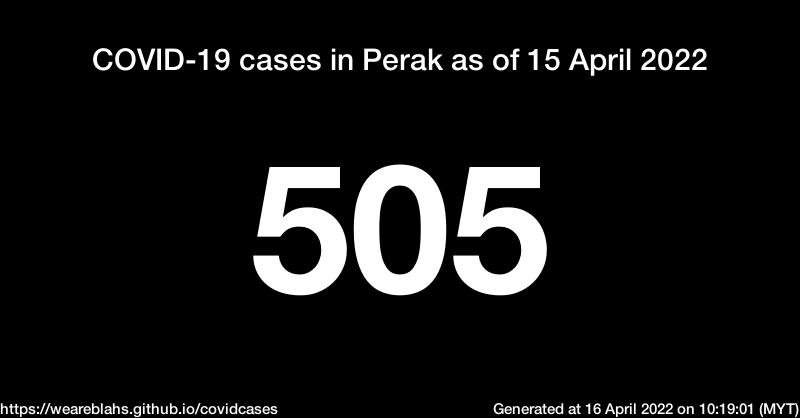 COVID-19 cases in Perak as of 15 April 2022
505
https://weareblahs.github.io/covidcases
Generated at 16 April 2022 on 10:19:01 (MYT)